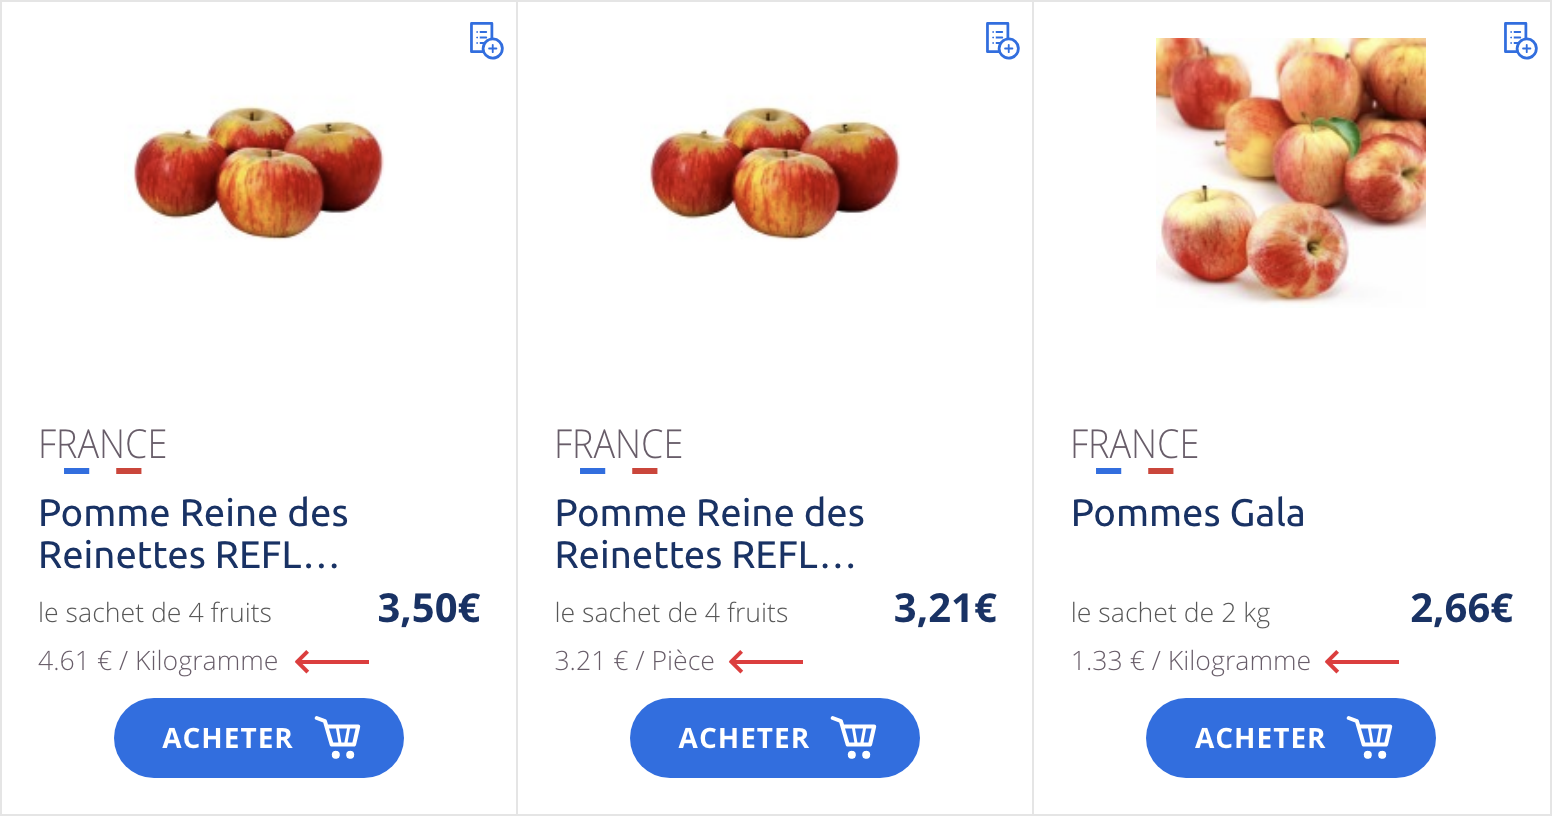 FRANCE
Pomme Reine des
Reinettes REFL...
le sachet de 4 fruits
3,50€
4.61 € / Kilogramme
ACHETER
FRANCE
Pomme Reine des
Reinettes REFL...
le sachet de 4 fruits
3,21€
3.21 € / Pièce
ACHETER
FRANCE
Pommes Gala
le sachet de 2 kg
2,66€
1.33 € / Kilogramme
ACHETER